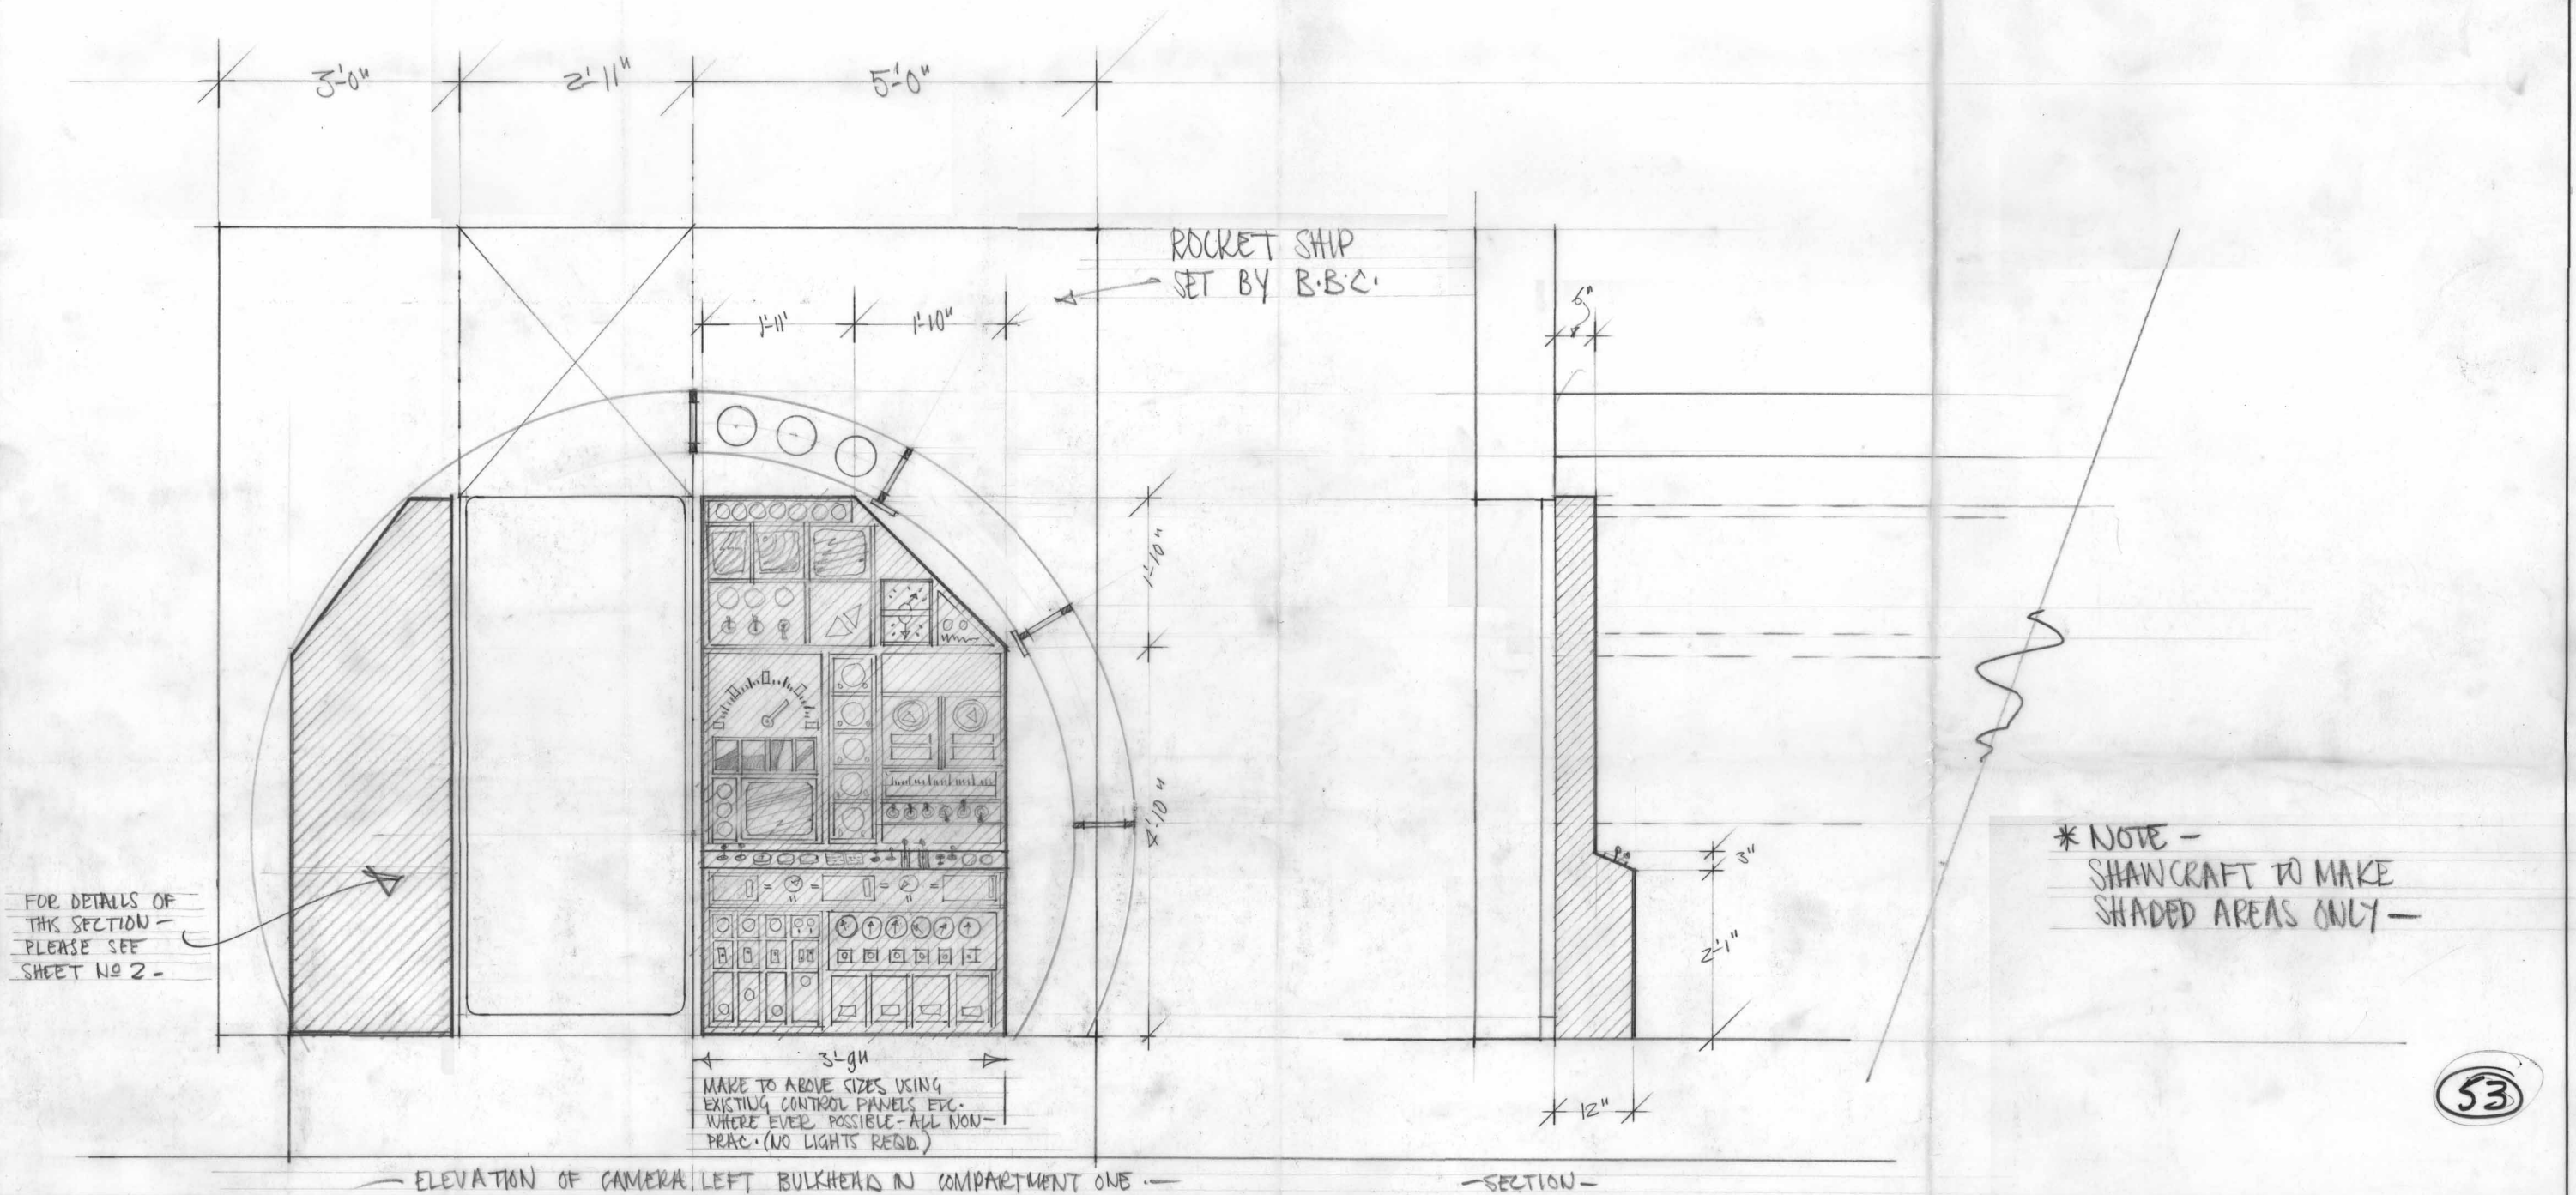 3'-0"
2'-11"
5'-0"
ROCKET SHIP
SET BY B.B.C.
1'-11'
1'-10"
6"
1'-10"
4'-10"
3"
2'-1"
* NOTE -
SHAWCRAFT TO MAKE
SHADED AREAS ONLY -
FOR DETAILS OF
THIS SECTION -
PLEASE SEE
SHEET No 2 -
3'-9"
MAKE TO ABOVE SIZES USING
EXISTING CONTROL PANELS ETC.
WHERE EVER POSSIBLE - ALL NON-
PRAC. (NO LIGHTS REQD.)
12"
53
- ELEVATION OF CAMERA LEFT BULKHEAD IN COMPARTMENT ONE . -
- SECTION -